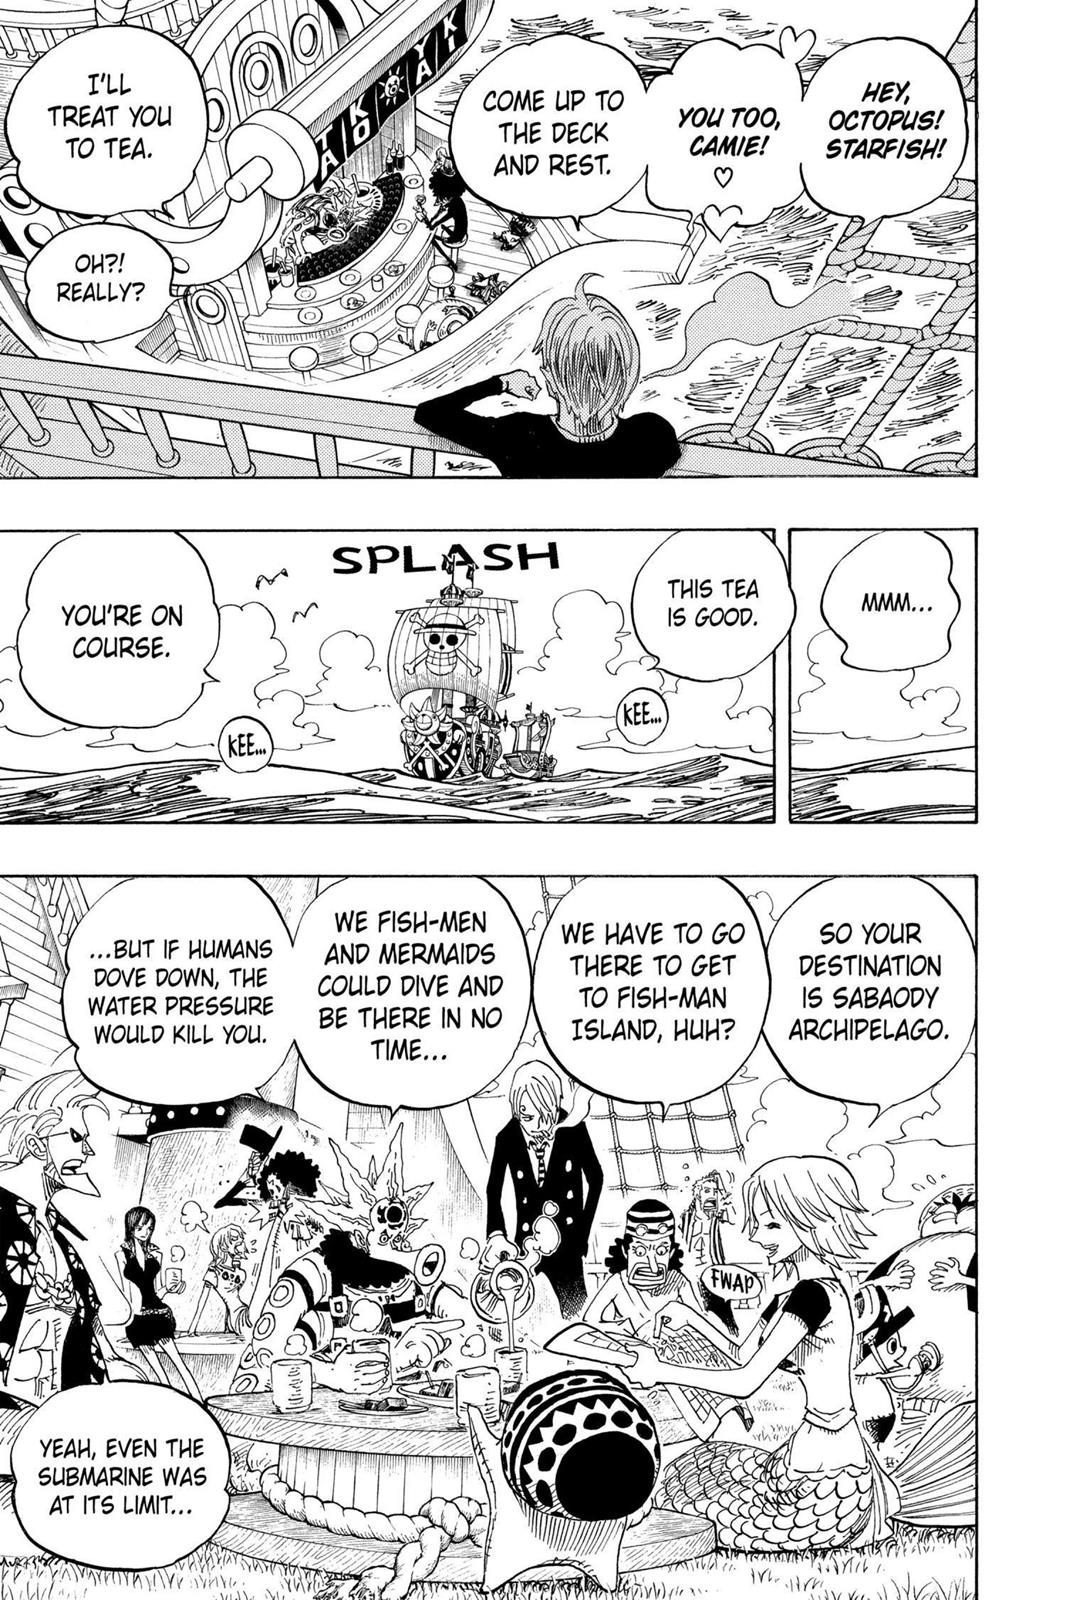 HEY,
OCTOPUS!
STARFISH!
YOU TOO,
CAMIE!
♡
COME UP TO
THE DECK
AND REST.
I'LL
TREAT YOU
TO TEA.
OH?!
REALLY?
TAKOYAKI
MMM...
THIS TEA
IS GOOD.
SPLASH
KEE...
KEE...
YOU'RE ON
COURSE.
SO YOUR
DESTINATION
IS SABAODY
ARCHIPELAGO.
WE HAVE TO GO
THERE TO GET
TO FISH-MAN
ISLAND, HUH?
WE FISH-MEN
AND MERMAIDS
COULD DIVE AND
BE THERE IN NO
TIME...
...BUT IF HUMANS
DOVE DOWN, THE
WATER PRESSURE
WOULD KILL YOU.
FWAP
YEAH, EVEN THE
SUBMARINE WAS
AT ITS LIMIT...